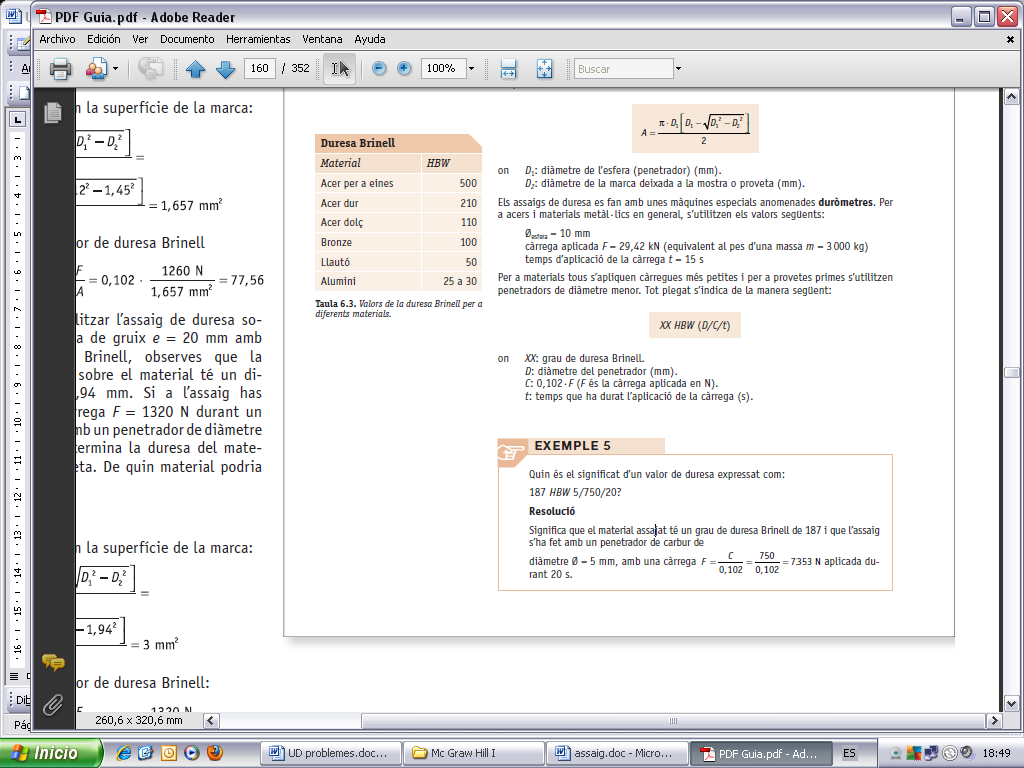 PDF Guia.pdf - Adobe Reader
Archivo Edición Ver Documento Herramientas Ventana Ayuda
160 / 352 100% Buscar
n la superfície de la marca:
D₁² − D₂² ] =
2² − 1,45² ] = 1,657 mm²
or de duresa Brinell
F/A = 0,102 · 1260 N / 1,657 mm² = 77,56
litzar l'assaig de duresa so-
a de gruix e = 20 mm amb
Brinell, observes que la
sobre el material té un di-
,94 mm. Si a l'assaig has
rrega F = 1320 N durant un
mb un penetrador de diàmetre
termina la duresa del mate-
eta. De quin material podria
n la superfície de la marca:
√D₁² − D₂² ] =
− 1,94² ] = 3 mm²
or de duresa Brinell:
1320 N
Duresa Brinell
Material HBW
Acer per a eines 500
Acer dur 210
Acer dolç 110
Bronze 100
Llautó 50
Alumini 25 a 30
Taula 6.3. Valors de la duresa Brinell per a
diferents materials.
A = π · D₁ [D₁ − √D₁² − D₂²] / 2
on D₁: diàmetre de l'esfera (penetrador) (mm).
D₂: diàmetre de la marca deixada a la mostra o proveta (mm).
Els assaigs de duresa es fan amb unes màquines especials anomenades duròmetres. Per
a acers i materials metàl·lics en general, s'utilitzen els valors següents:
Øesfera = 10 mm
càrrega aplicada F = 29,42 kN (equivalent al pes d'una massa m = 3 000 kg)
temps d'aplicació de la càrrega t = 15 s
Per a materials tous s'apliquen càrregues més petites i per a provetes primes s'utilitzen
penetradors de diàmetre menor. Tot plegat s'indica de la manera següent:
XX HBW (D/C/t)
on XX: grau de duresa Brinell.
D: diàmetre del penetrador (mm).
C: 0,102 · F (F és la càrrega aplicada en N).
t: temps que ha durat l'aplicació de la càrrega (s).
EXEMPLE 5
Quin és el significat d'un valor de duresa expressat com:
187 HBW 5/750/20?
Resolució
Significa que el material assajat té un grau de duresa Brinell de 187 i que l'assaig
s'ha fet amb un penetrador de carbur de
diàmetre Ø = 5 mm, amb una càrrega F = C/0,102 = 750/0,102 = 7353 N aplicada du-
rant 20 s.
260,6 x 320,6 mm
Inicio UD problemes.doc... Mc Graw Hill I assaig.doc - Micro... PDF Guia.pdf - Ad... ES 18:49